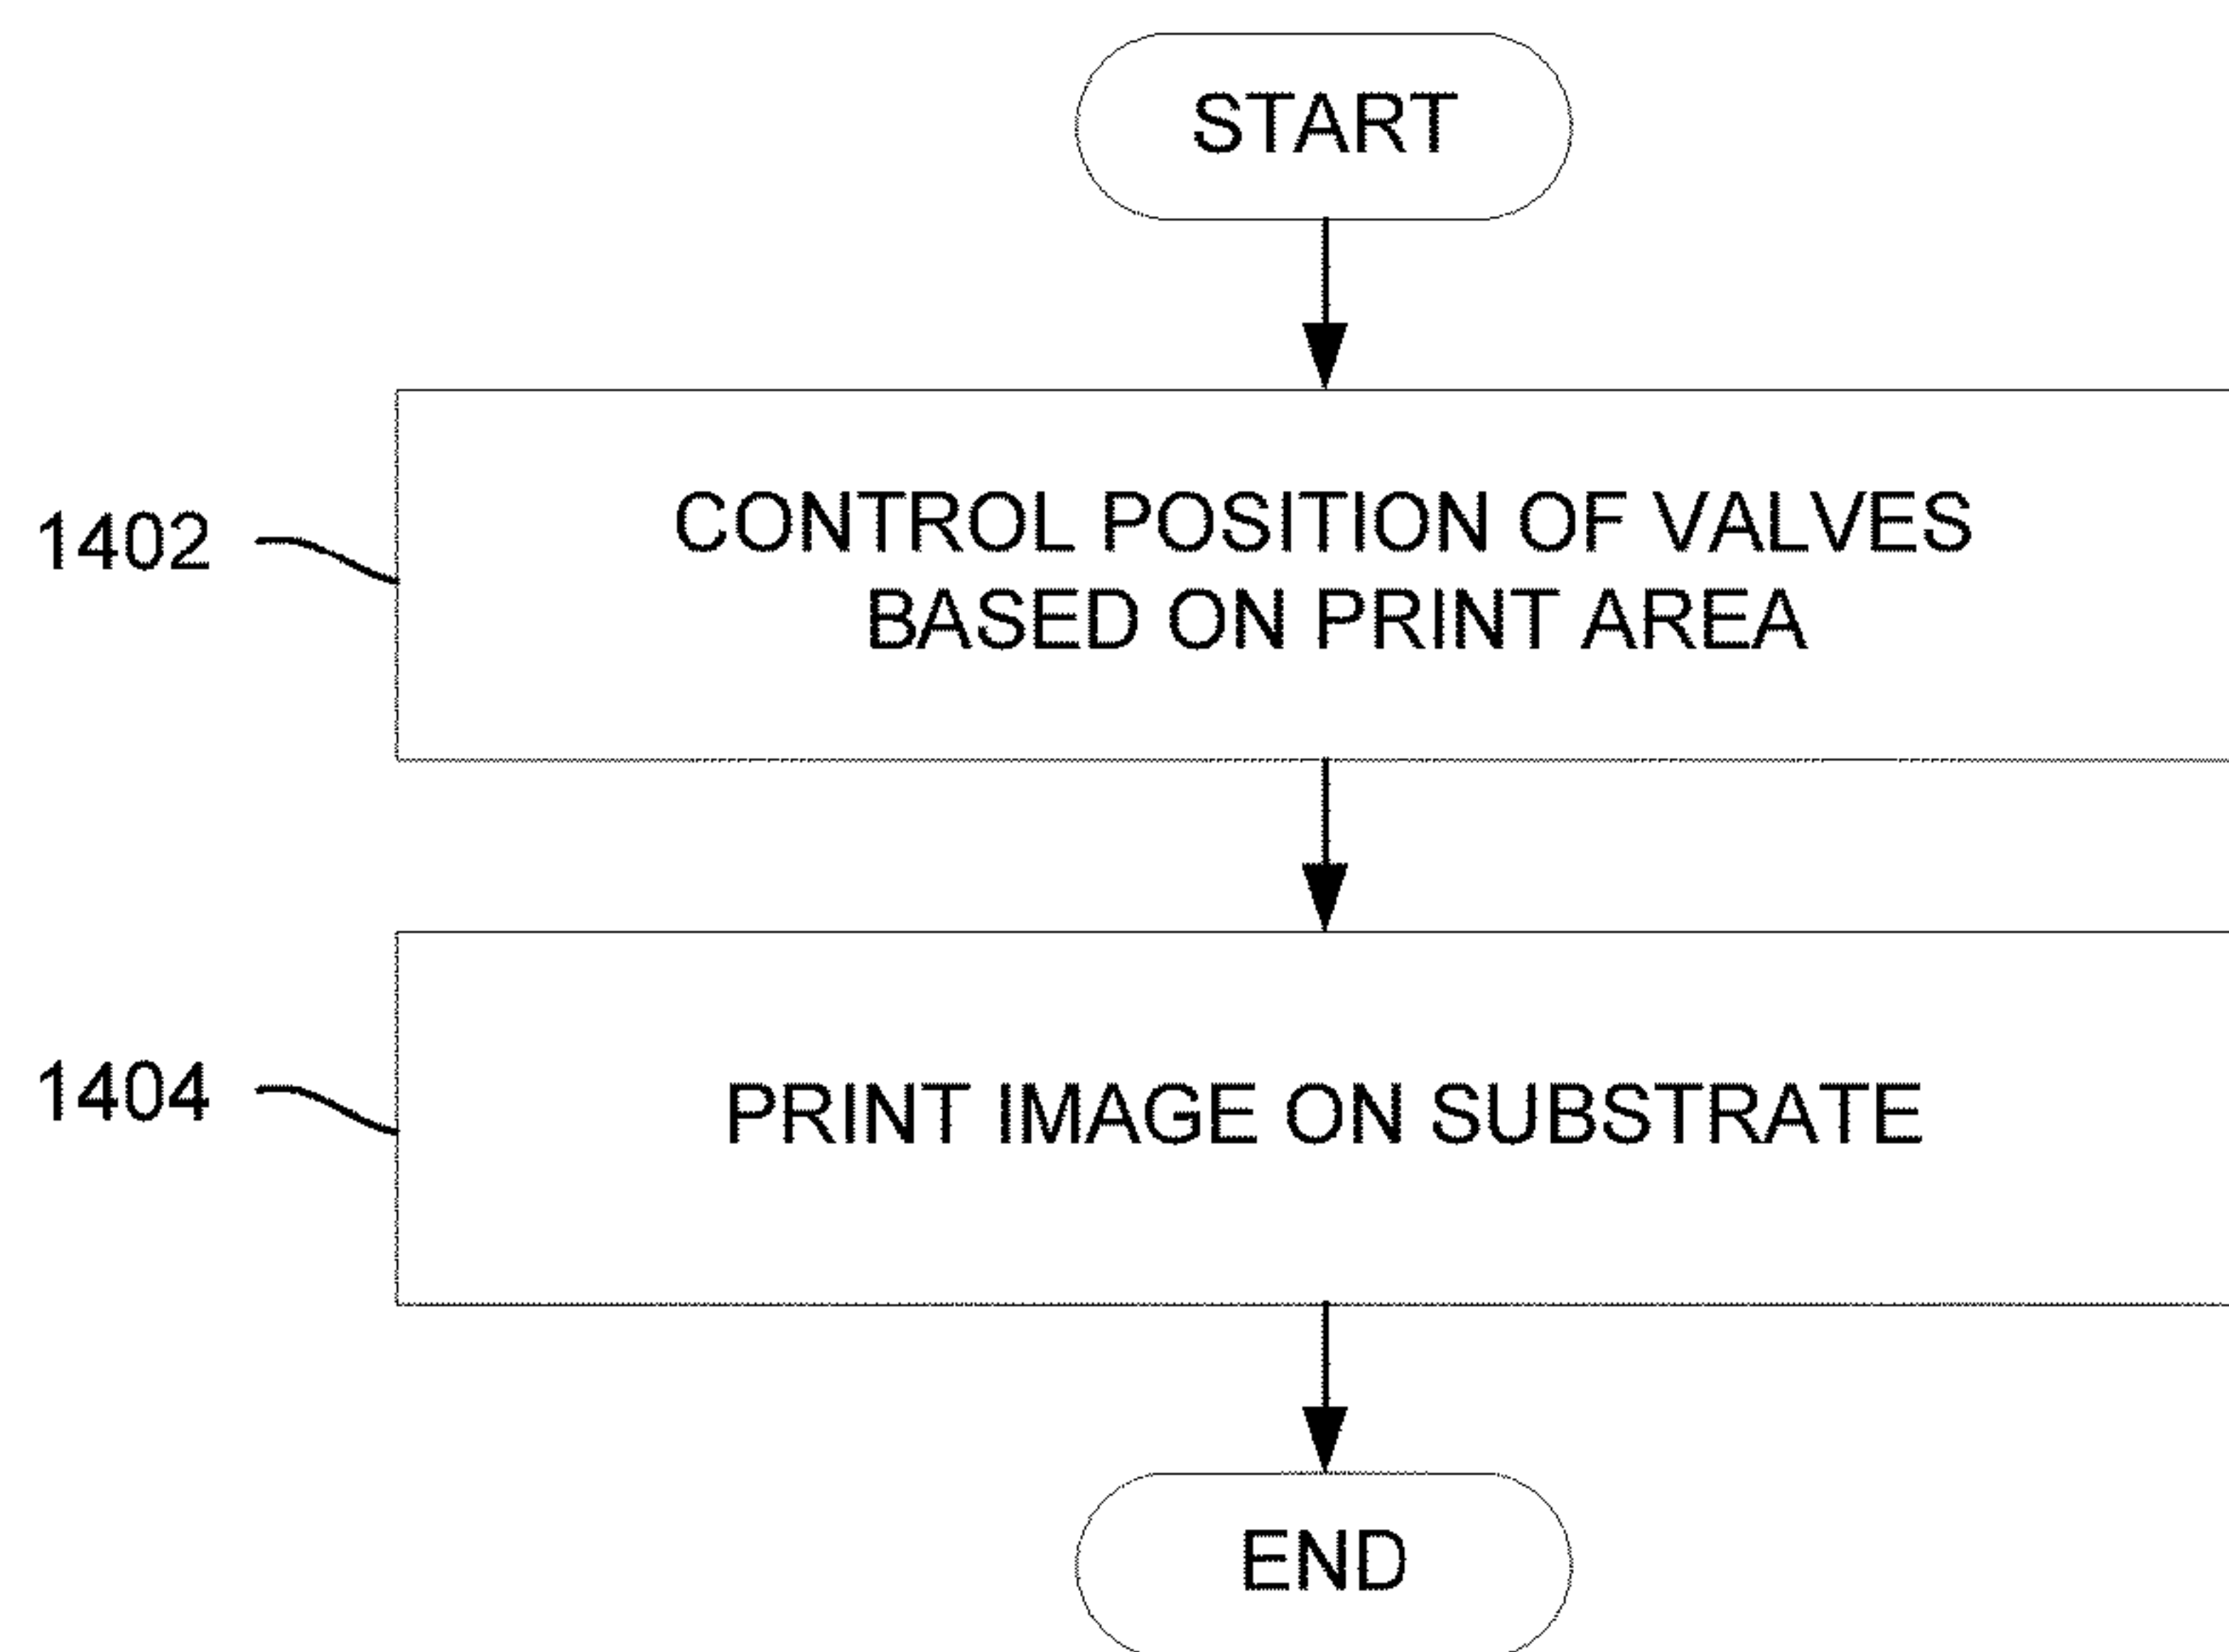 START
1402
CONTROL POSITION OF VALVES
BASED ON PRINT AREA
1404
PRINT IMAGE ON SUBSTRATE
END